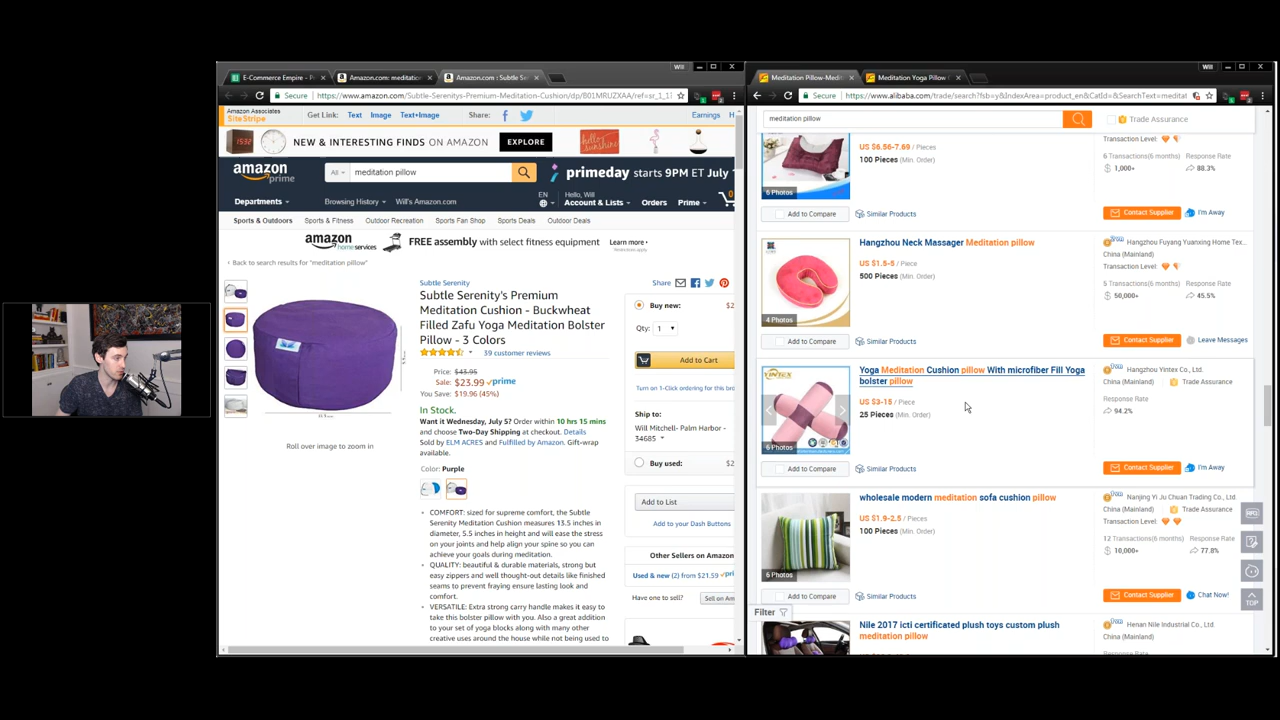 Will
E-Commerce Empire - P
Amazon.com: meditatio
Amazon.com : Subtle Se
Secure
https://www.amazon.com/Subtle-Serenitys-Premium-Meditation-Cushion/dp/B01MRUZXAA/ref=sr_1_1?
Amazon Associates
SiteStripe
Get Link: Text Image Text+Image
Share:
Earnings H
NEW & INTERESTING FINDS ON AMAZON
EXPLORE
amazon
prime
All
meditation pillow
primeday starts 9PM ET July 1
Departments
Browsing History
Will's Amazon.com
EN
Hello, Will
Account & Lists
Orders
Prime
0
Sports & Outdoors
Sports & Fitness
Outdoor Recreation
Sports Fan Shop
Sports Deals
Outdoor Deals
amazon
homeservices
FREE assembly with select fitness equipment
Learn more
‹ Back to search results for "meditation pillow"
Subtle Serenity
Subtle Serenity's Premium
Meditation Cushion - Buckwheat
Filled Zafu Yoga Meditation Bolster
Pillow - 3 Colors
39 customer reviews
Price: $43.95
Sale: $23.99 prime
You Save: $19.96 (45%)
In Stock.
Want it Wednesday, July 5? Order within 10 hrs 15 mins
and choose Two-Day Shipping at checkout. Details
Sold by ELM ACRES and Fulfilled by Amazon. Gift-wrap
available.
Color: Purple
Roll over image to zoom in
• COMFORT: sized for supreme comfort, the Subtle
Serenity Meditation Cushion measures 13.5 inches in
diameter, 5.5 inches in height and will ease the stress
on your joints and help align your spine so you can
achieve your goals during meditation.
• QUALITY: beautiful & durable materials, strong but
easy zippers and well thought-out details like finished
seams to prevent fraying ensure lasting look and
comfort.
• VERSATILE: Extra strong carry handle makes it easy to
take this bolster pillow with you. Also a great addition
to your set of yoga blocks along with many other
creative uses around the house while not being used to
Share
Buy new: $2
Qty: 1
Add to Cart
Turn on 1-Click ordering for this bro
Ship to:
Will Mitchell- Palm Harbor -
34685
Buy used: $2
Add to List
Add to your Dash Buttons
Other Sellers on Amazon
Used & new (2) from $21.59
Have one to sell?
Sell on Am
Will
Meditation Pillow-Medit
Meditation Yoga Pillow
Secure
https://www.alibaba.com/trade/search?fsb=y&IndexArea=product_en&CatId=&SearchText=meditat
meditation pillow
Trade Assurance
US $6.56-7.69 / Pieces
100 Pieces (Min. Order)
6 Photos
Add to Compare
Similar Products
Transaction Level:
6 Transactions(6 months) Response Rate
1,000+ 88.3%
Contact Supplier
I'm Away
Hangzhou Neck Massager Meditation pillow
US $1.5-5 / Piece
500 Pieces (Min. Order)
4 Photos
Add to Compare
Similar Products
Hangzhou Fuyang Yuanxing Home Tex...
China (Mainland)
Transaction Level:
5 Transactions(6 months) Response Rate
50,000+ 45.5%
Contact Supplier
Leave Messages
Yoga Meditation Cushion pillow With microfiber Fill Yoga
bolster pillow
US $3-15 / Piece
25 Pieces (Min. Order)
YINTEX
6 Photos
Add to Compare
Similar Products
Hangzhou Yintex Co., Ltd.
China (Mainland) Trade Assurance
Response Rate
94.2%
Contact Supplier
I'm Away
wholesale modern meditation sofa cushion pillow
US $1.9-2.5 / Pieces
100 Pieces (Min. Order)
6 Photos
Add to Compare
Similar Products
Nanjing Yi Ju Chuan Trading Co., Ltd.
China (Mainland) Trade Assurance
Transaction Level:
12 Transactions(6 months) Response Rate
10,000+ 77.8%
Contact Supplier
Chat Now!
RFQ
TOP
Filter
Nile 2017 icti certificated plush toys custom plush
meditation pillow
Henan Nile Industrial Co., Ltd.
China (Mainland)